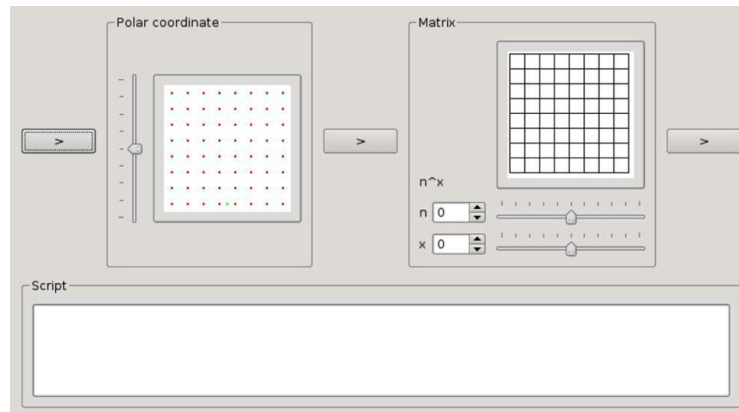 Polar coordinate
Matrix
>
>
>
n^x
n 0
x 0
Script